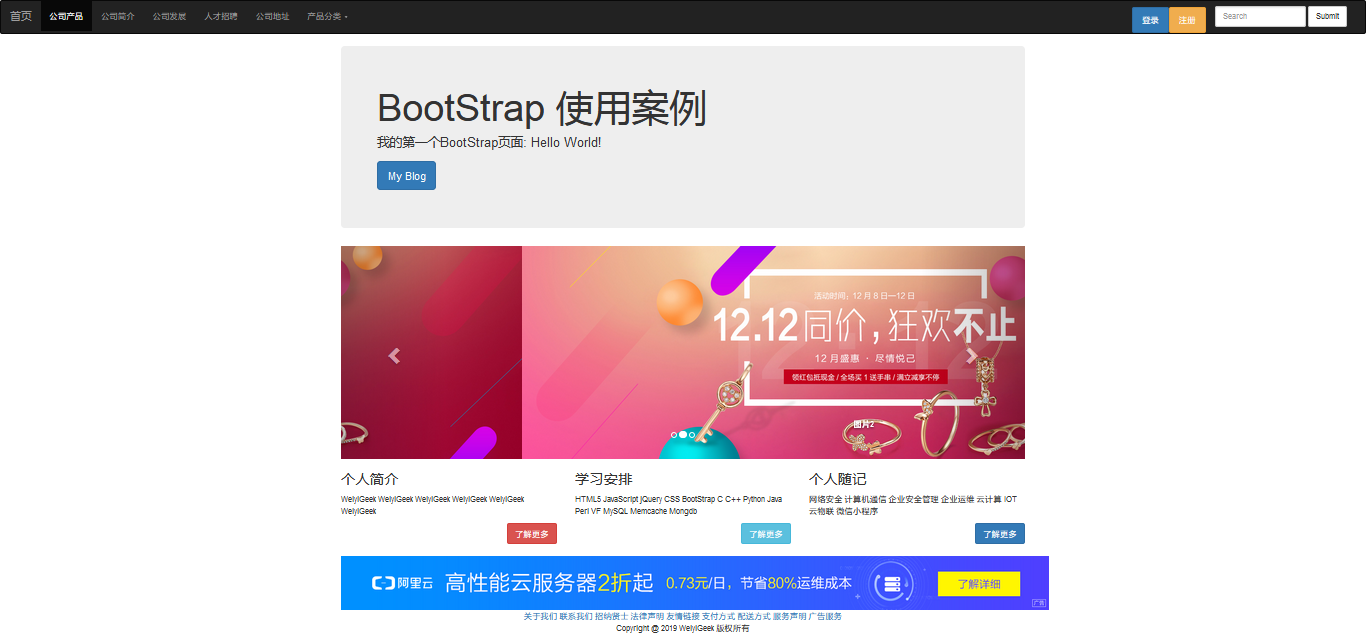 首页 公司产品 公司简介 公司发展 人才招聘 公司地址 产品分类 登录 注册 Search Submit
BootStrap 使用案例
我的第一个BootStrap页面: Hello World!
My Blog
活动时间：12月8日—12日
12.12同价,狂欢不止
12月盛惠 · 尽情悦己
领红包抵现金 / 全场买 1 送手串 / 满立减享不停
图片2
个人简介
WeiyiGeek WeiyiGeek WeiyiGeek WeiyiGeek WeiyiGeek
WeiyiGeek
了解更多
学习安排
HTML5 JavaScript jQuery CSS BootStrap C C++ Python Java
Perl VF MySQL Memcache Mongdb
了解更多
个人随记
网络安全 计算机通信 企业安全管理 企业运维 云计算 IOT
云物联 微信小程序
了解更多
阿里云 高性能云服务器2折起 0.73元/日，节省80%运维成本 了解详细
广告
关于我们 联系我们 招纳贤士 法律声明 友情链接 支付方式 配送方式 服务声明 广告服务
Copyright @ 2019 WeiyiGeek 版权所有